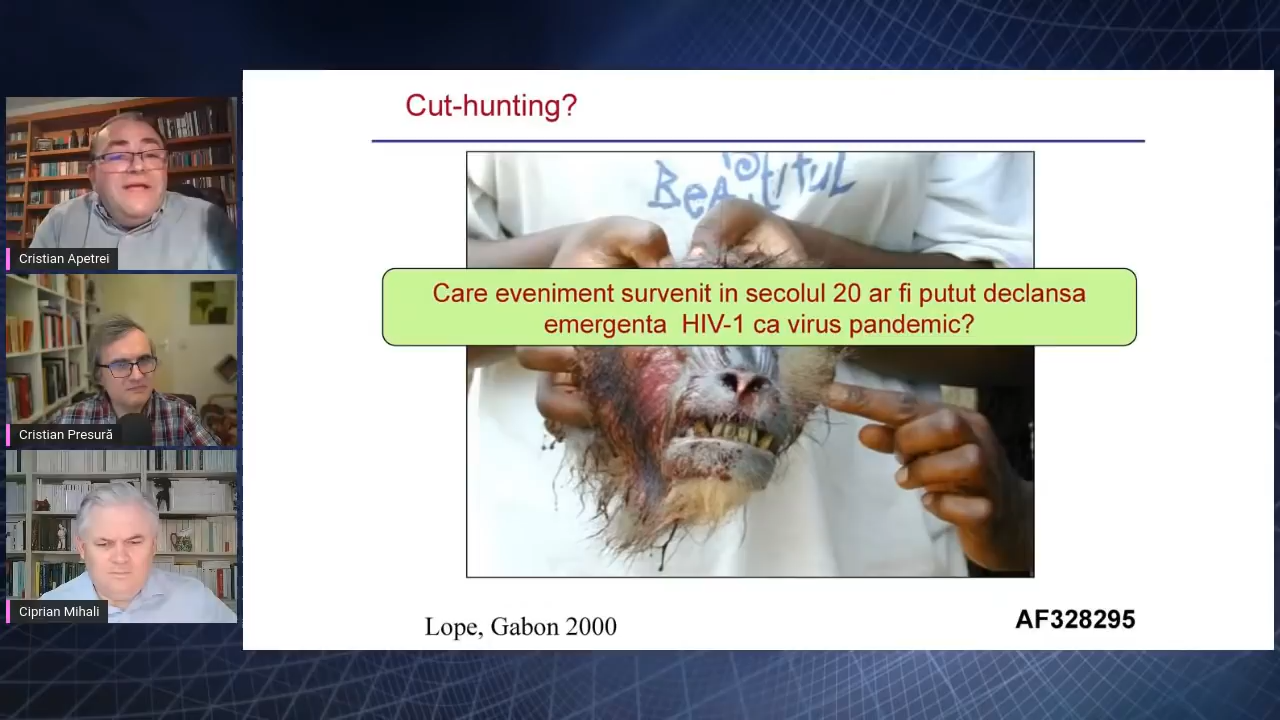 Cut-hunting?
Beautiful
Care eveniment survenit in secolul 20 ar fi putut declansa
emergenta HIV-1 ca virus pandemic?
Lope, Gabon 2000
AF328295
Cristian Apetrei
Cristian Presură
Ciprian Mihali